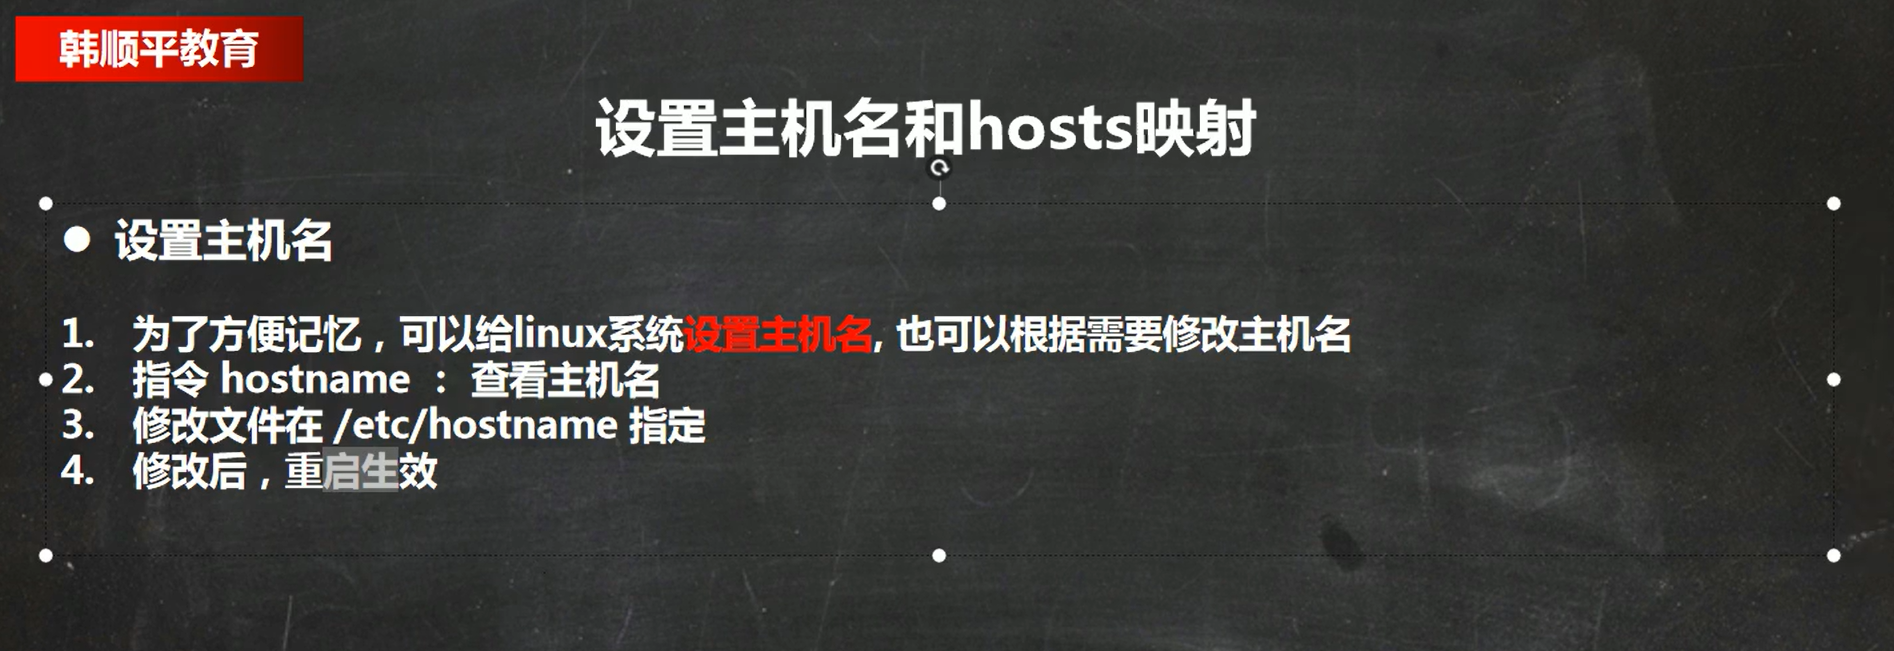 韩顺平教育
设置主机名和hosts映射
● 设置主机名
1. 为了方便记忆，可以给linux系统设置主机名, 也可以根据需要修改主机名
2. 指令 hostname ： 查看主机名
3. 修改文件在 /etc/hostname 指定
4. 修改后，重启生效